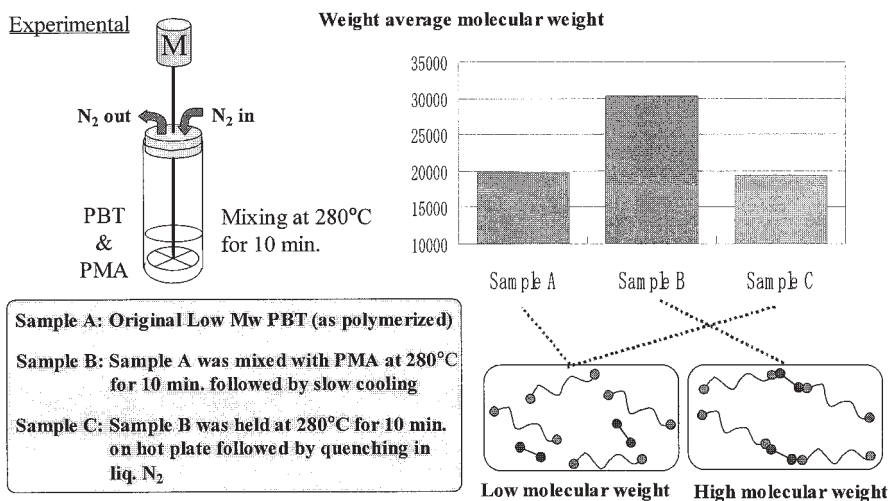 Experimental
M
N2 out
N2 in
PBT
&
PMA
Mixing at 280°C
for 10 min.
Weight average molecular weight
35000
30000
25000
20000
15000
10000
Sample A
Sample B
Sample C
Sample A: Original Low Mw PBT (as polymerized)
Sample B: Sample A was mixed with PMA at 280°C
for 10 min. followed by slow cooling
Sample C: Sample B was held at 280°C for 10 min.
on hot plate followed by quenching in
liq. N2
Low molecular weight
High molecular weight